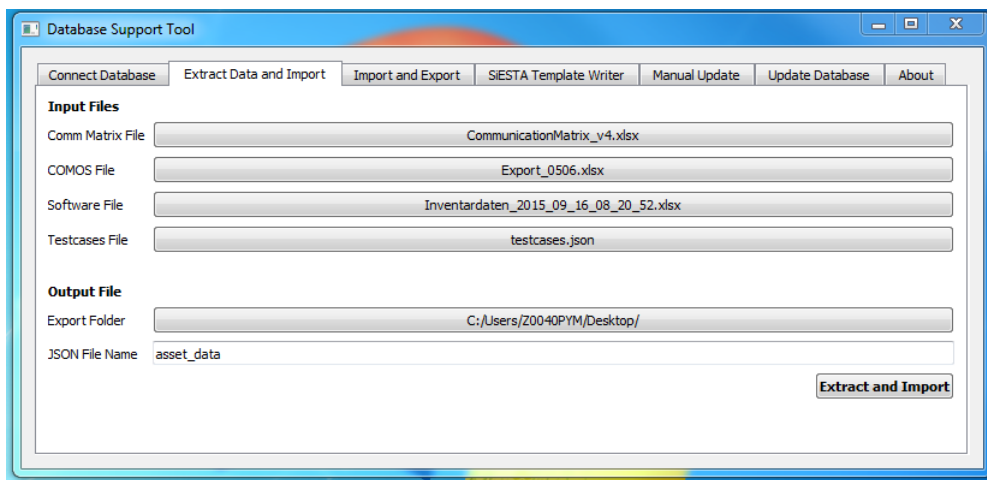 Database Support Tool
Connect Database Extract Data and Import Import and Export SiESTA Template Writer Manual Update Update Database About
Input Files
Comm Matrix File CommunicationMatrix_v4.xlsx
COMOS File Export_0506.xlsx
Software File Inventardaten_2015_09_16_08_20_52.xlsx
Testcases File testcases.json
Output File
Export Folder C:/Users/Z0040PYM/Desktop/
JSON File Name asset_data
Extract and Import